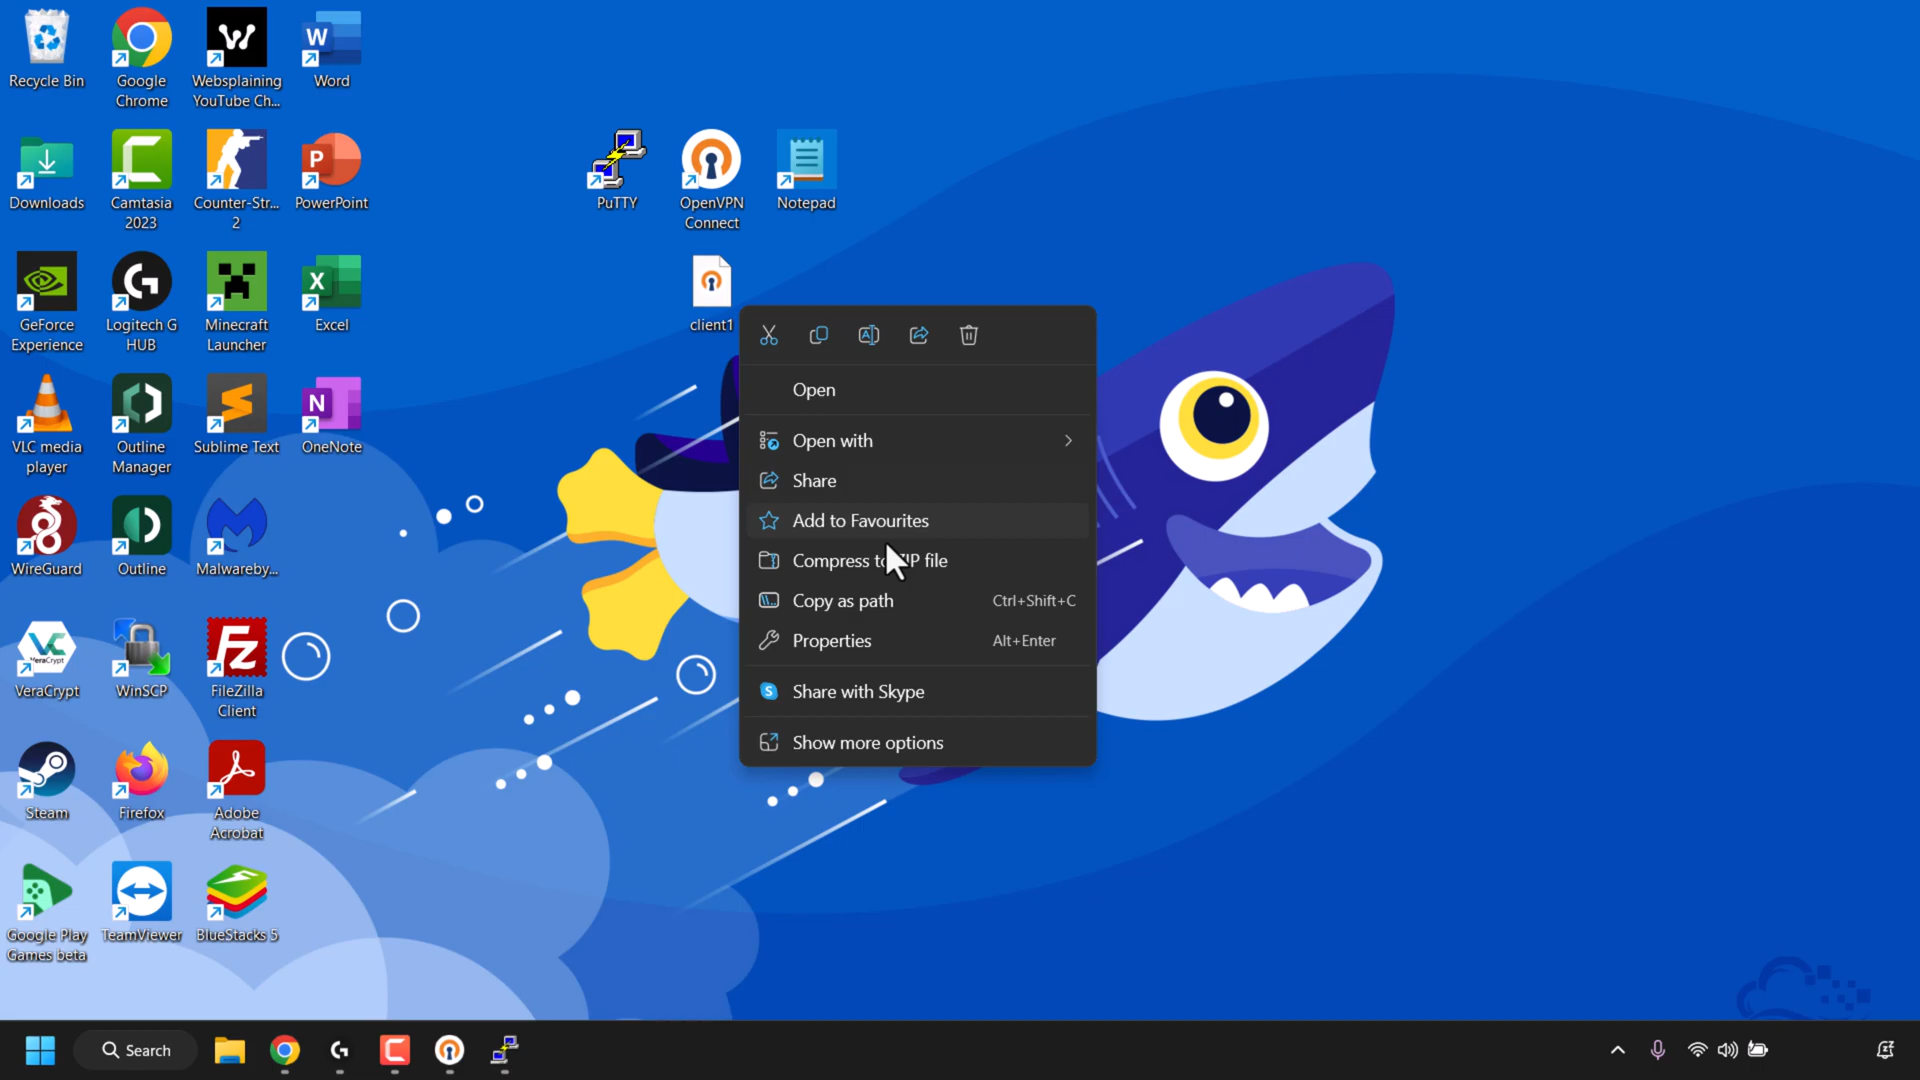 Recycle Bin
Google
Chrome
Websplaining
YouTube Ch...
Word
Downloads
Camtasia
2023
Counter-Str...
2
PowerPoint
PuTTY
OpenVPN
Connect
Notepad
GeForce
Experience
Logitech G
HUB
Minecraft
Launcher
Excel
client1
Open
Open with
Share
Add to Favourites
Compress to ZIP file
Copy as path Ctrl+Shift+C
Properties Alt+Enter
Share with Skype
Show more options
VLC media
player
Outline
Manager
Sublime Text
OneNote
WireGuard
Outline
Malwareby...
VeraCrypt
VeraCrypt
WinSCP
FileZilla
Client
Steam
Firefox
Adobe
Acrobat
Google Play
Games beta
TeamViewer
BlueStacks 5
Search